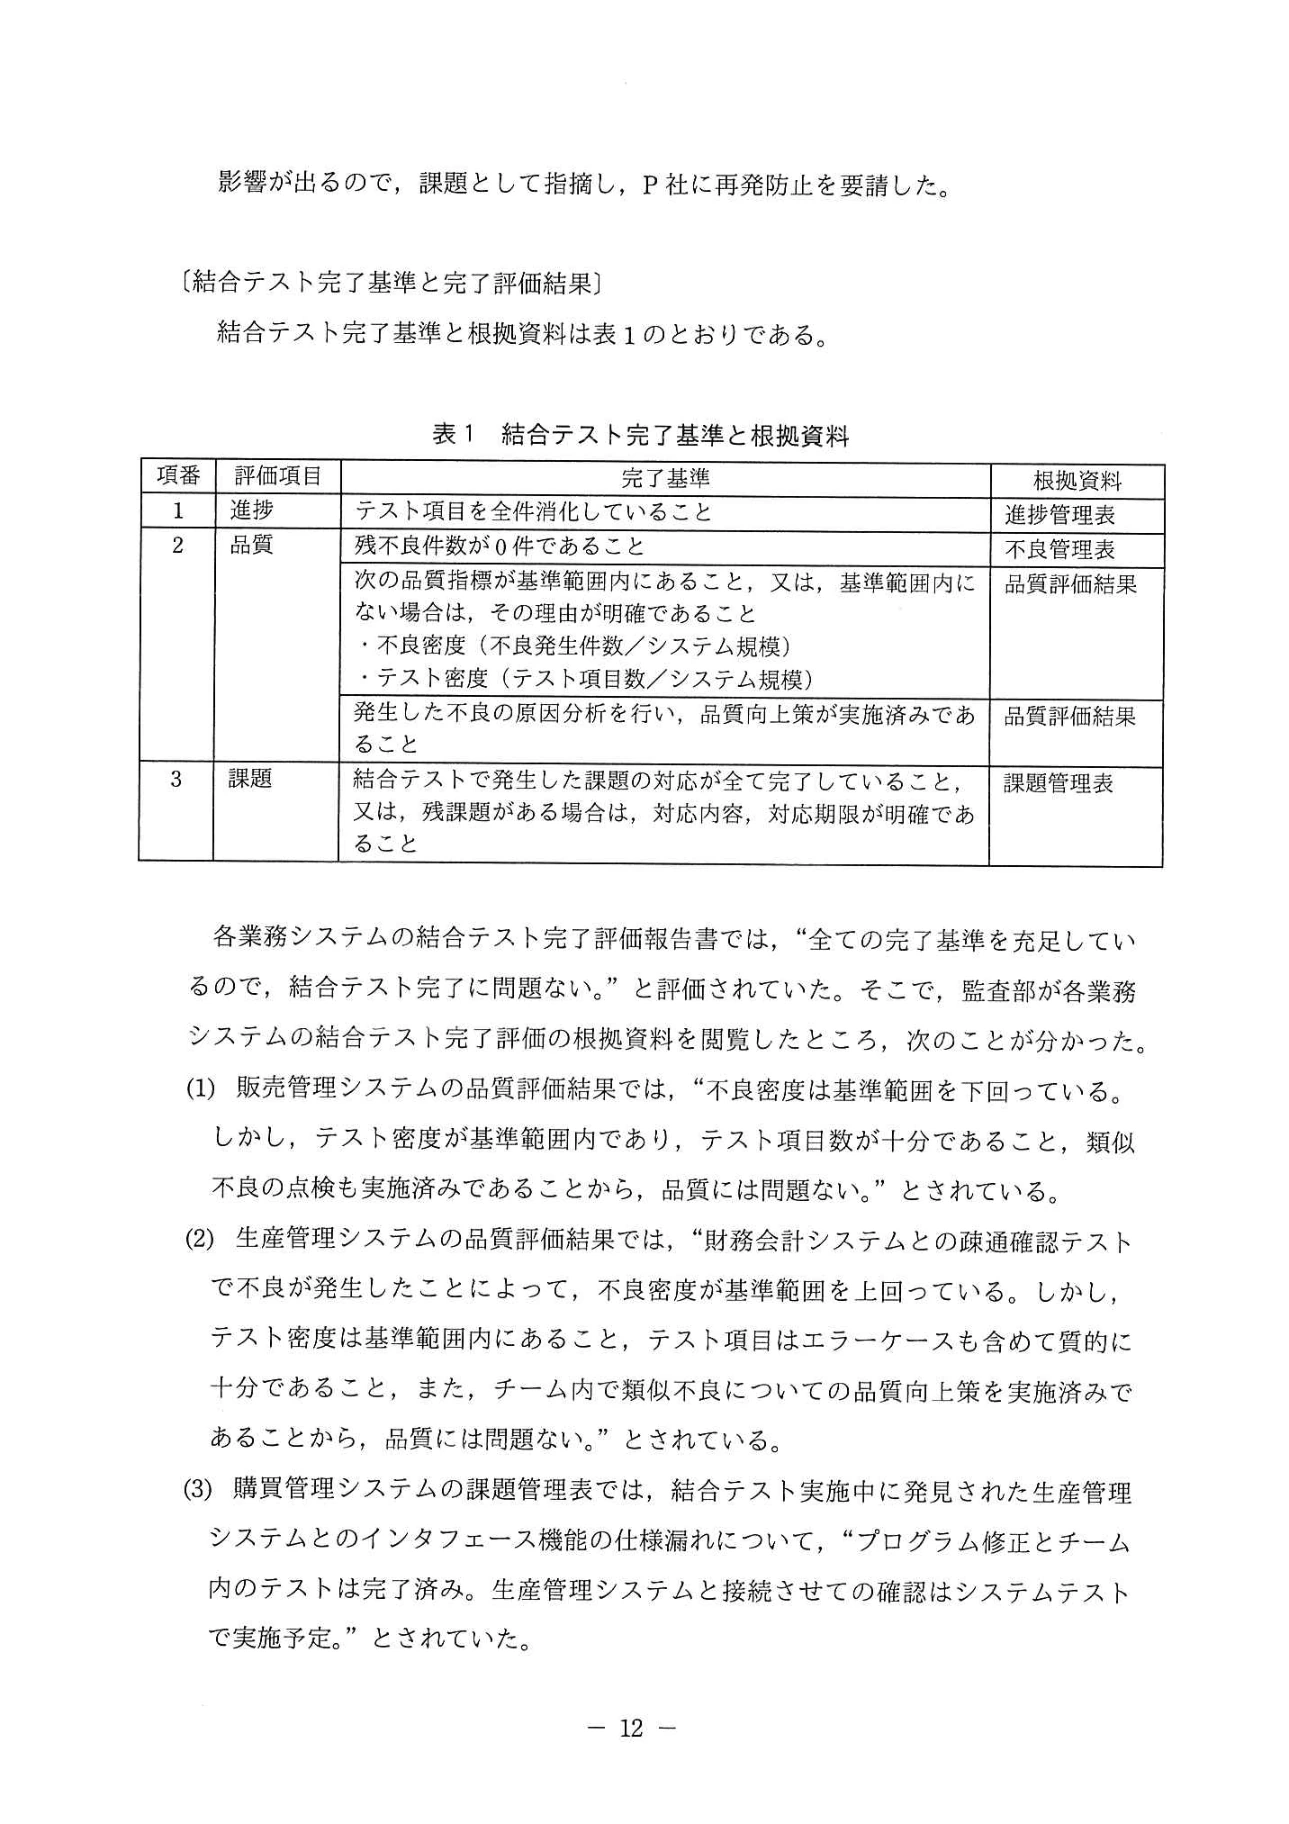 影響が出るので，課題として指摘し，P 社に再発防止を要請した。
〔結合テスト完了基準と完了評価結果〕
結合テスト完了基準と根拠資料は表 1 のとおりである。
表 1　結合テスト完了基準と根拠資料
項番　評価項目　完了基準　根拠資料
1　進捗　テスト項目を全件消化していること　進捗管理表
2　品質　残不良件数が 0 件であること　不良管理表
次の品質指標が基準範囲内にあること，又は，基準範囲内に　品質評価結果
ない場合は，その理由が明確であること
・不良密度（不良発生件数／システム規模）
・テスト密度（テスト項目数／システム規模）
発生した不良の原因分析を行い，品質向上策が実施済みであ　品質評価結果
ること
3　課題　結合テストで発生した課題の対応が全て完了していること，　課題管理表
又は，残課題がある場合は，対応内容，対応期限が明確であ
ること
各業務システムの結合テスト完了評価報告書では，“全ての完了基準を充足してい
るので，結合テスト完了に問題ない。”と評価されていた。そこで，監査部が各業務
システムの結合テスト完了評価の根拠資料を閲覧したところ，次のことが分かった。
(1)　販売管理システムの品質評価結果では，“不良密度は基準範囲を下回っている。
しかし，テスト密度が基準範囲内であり，テスト項目数が十分であること，類似
不良の点検も実施済みであることから，品質には問題ない。”とされている。
(2)　生産管理システムの品質評価結果では，“財務会計システムとの疎通確認テスト
で不良が発生したことによって，不良密度が基準範囲を上回っている。しかし，
テスト密度は基準範囲内にあること，テスト項目はエラーケースも含めて質的に
十分であること，また，チーム内で類似不良についての品質向上策を実施済みで
あることから，品質には問題ない。”とされている。
(3)　購買管理システムの課題管理表では，結合テスト実施中に発見された生産管理
システムとのインタフェース機能の仕様漏れについて，“プログラム修正とチーム
内のテストは完了済み。生産管理システムと接続させての確認はシステムテスト
で実施予定。”とされていた。
－ 12 －